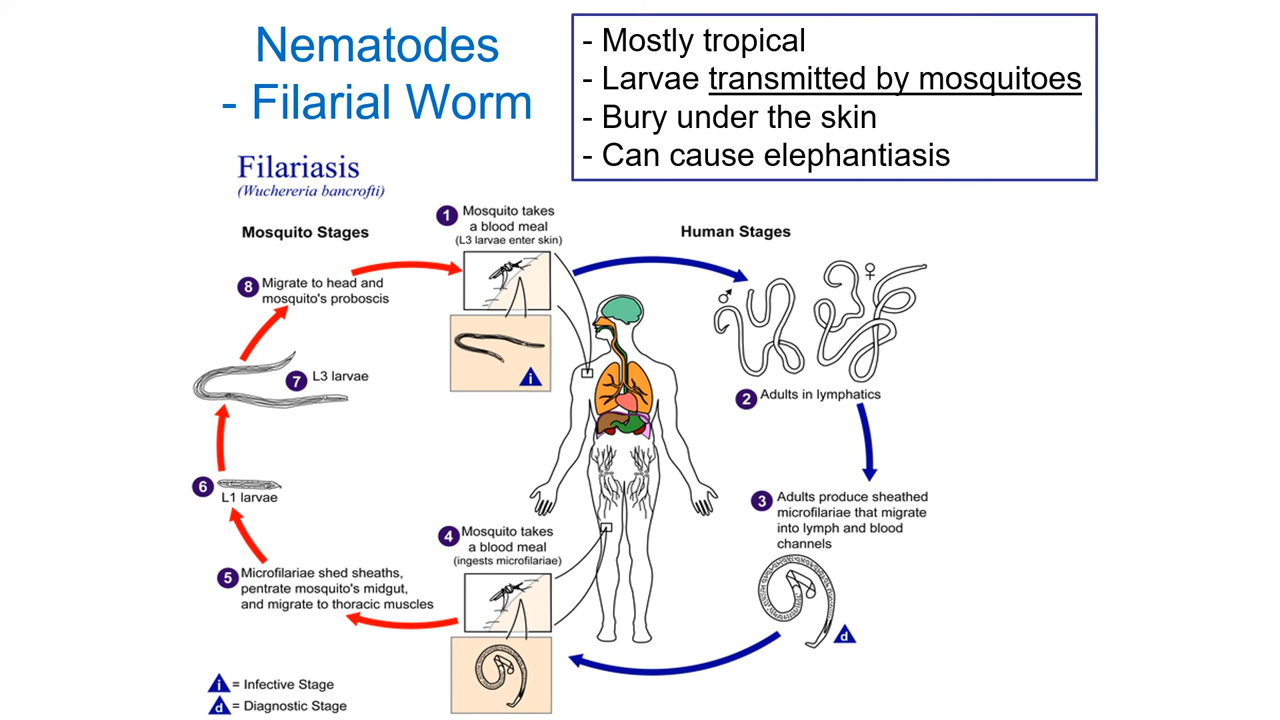 Nematodes
- Filarial Worm
- Mostly tropical
- Larvae transmitted by mosquitoes
- Bury under the skin
- Can cause elephantiasis
Filariasis
(Wuchereria bancrofti)
Mosquito Stages
Human Stages
1 Mosquito takes
a blood meal
(L3 larvae enter skin)
i
♂
♀
2 Adults in lymphatics
3 Adults produce sheathed
microfilariae that migrate
into lymph and blood
channels
d
4 Mosquito takes
a blood meal
(ingests microfilariae)
5 Microfilariae shed sheaths,
pentrate mosquito's midgut,
and migrate to thoracic muscles
6
L1 larvae
7 L3 larvae
8 Migrate to head and
mosquito's proboscis
i = Infective Stage
d = Diagnostic Stage